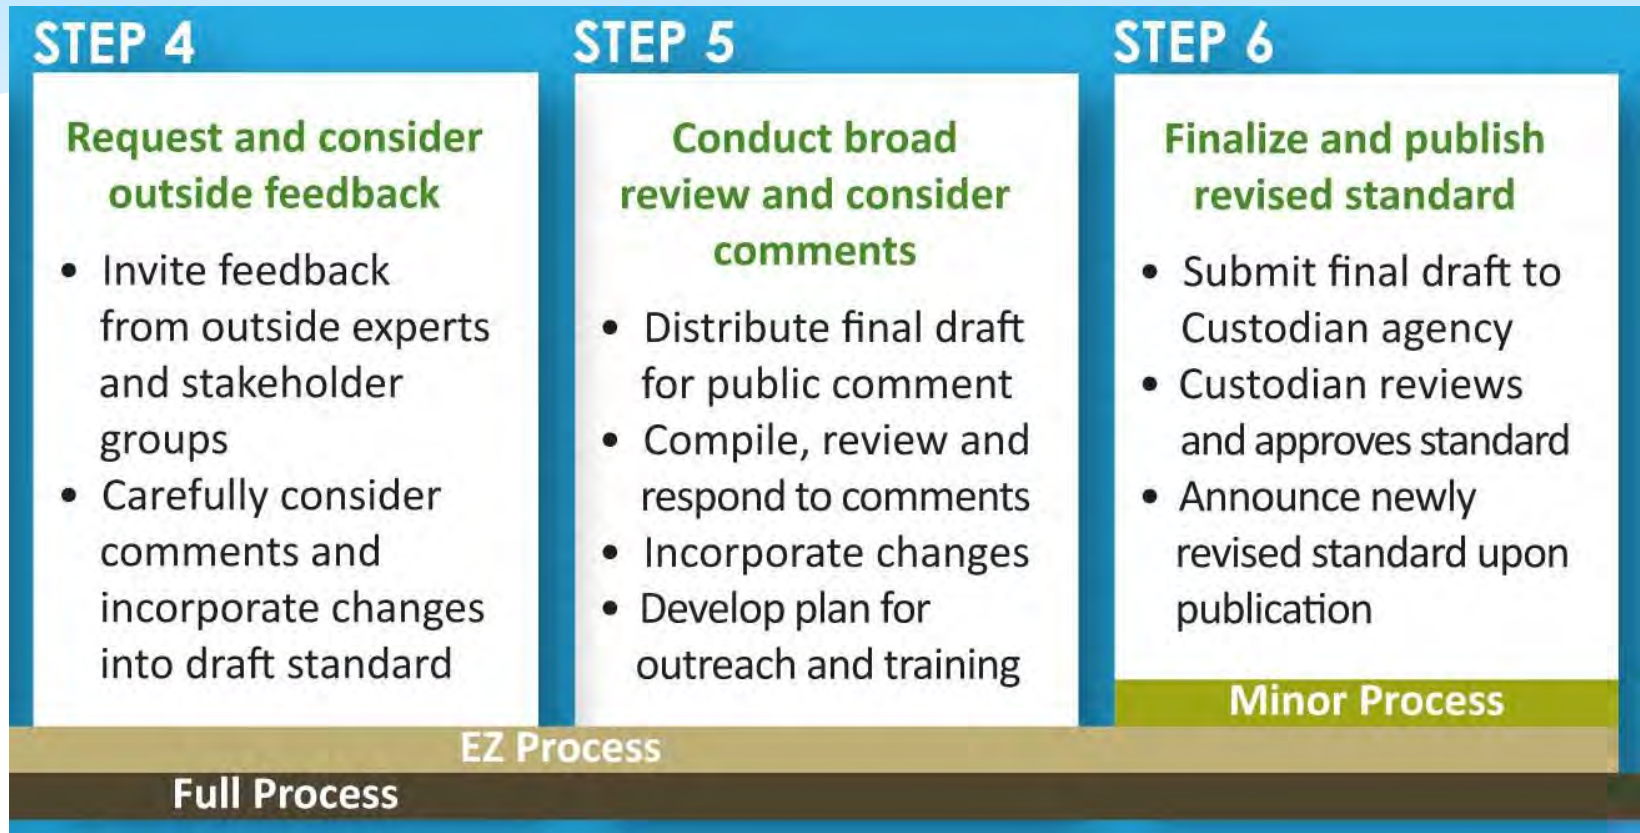 STEP 4
Request and consider
outside feedback
• Invite feedback
from outside experts
and stakeholder
groups
• Carefully consider
comments and
incorporate changes
into draft standard
STEP 5
Conduct broad
review and consider
comments
• Distribute final draft
for public comment
• Compile, review and
respond to comments
• Incorporate changes
• Develop plan for
outreach and training
STEP 6
Finalize and publish
revised standard
• Submit final draft to
Custodian agency
• Custodian reviews
and approves standard
• Announce newly
revised standard upon
publication
Minor Process
EZ Process
Full Process